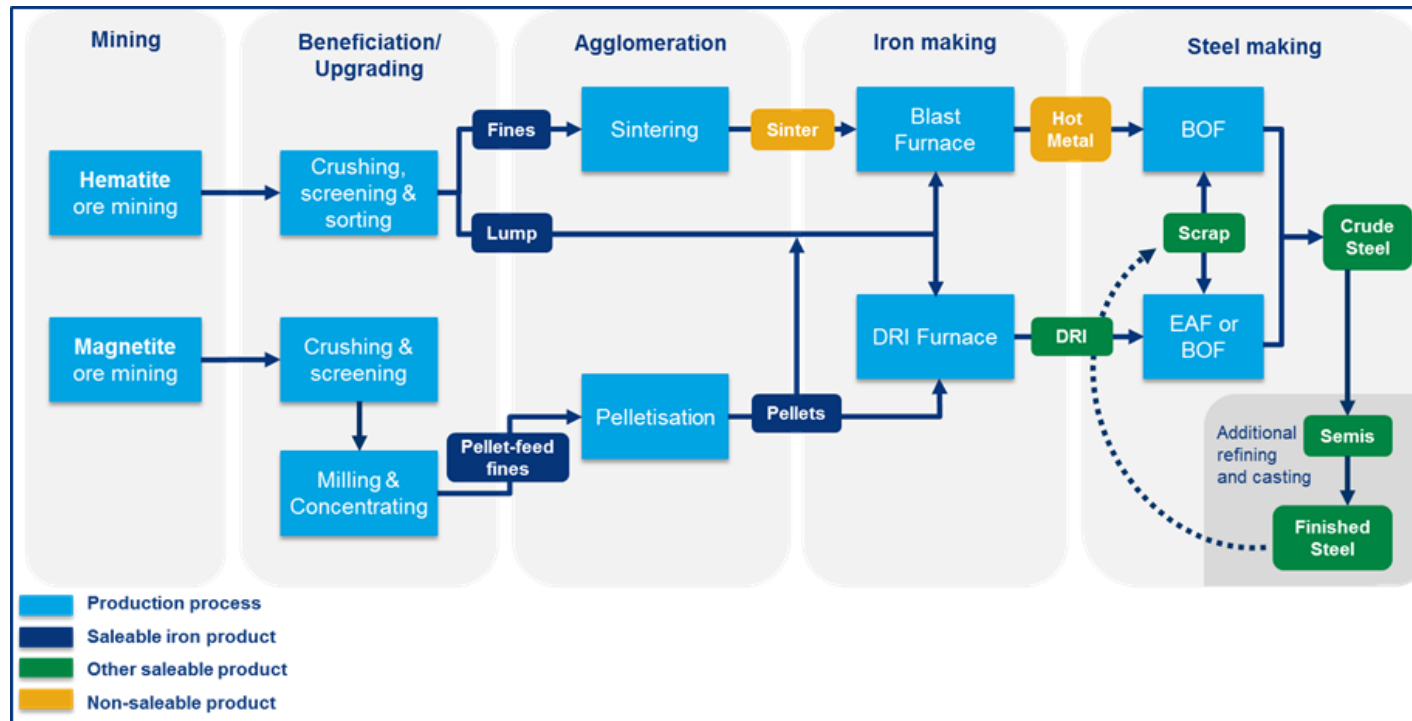 Mining
Beneficiation/
Upgrading
Agglomeration
Iron making
Steel making
Hematite
ore mining
Crushing,
screening &
sorting
Fines
Lump
Sintering
Sinter
Blast
Furnace
Hot
Metal
BOF
Scrap
Crude
Steel
Magnetite
ore mining
Crushing &
screening
Milling &
Concentrating
Pellet-feed
fines
Pelletisation
Pellets
DRI Furnace
DRI
EAF or
BOF
Additional
refining
and casting
Semis
Finished
Steel
Production process
Saleable iron product
Other saleable product
Non-saleable product